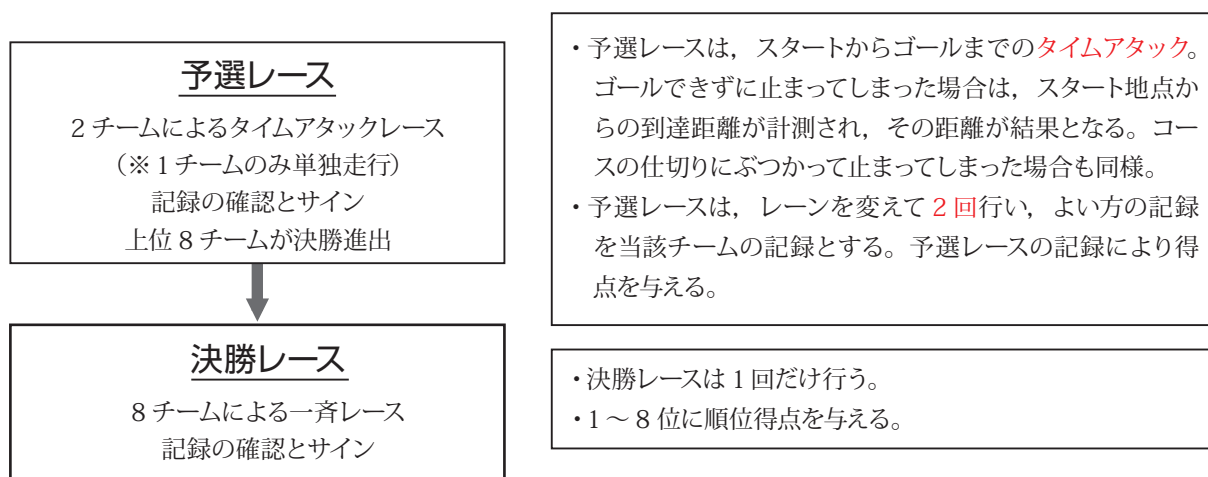 予選レース
2チームによるタイムアタックレース
（※1チームのみ単独走行）
記録の確認とサイン
上位8チームが決勝進出
・予選レースは，スタートからゴールまでのタイムアタック。
ゴールできずに止まってしまった場合は，スタート地点か
らの到達距離が計測され，その距離が結果となる。コー
スの仕切りにぶつかって止まってしまった場合も同様。
・予選レースは，レーンを変えて2回行い，よい方の記録
を当該チームの記録とする。予選レースの記録により得
点を与える。
決勝レース
8チームによる一斉レース
記録の確認とサイン
・決勝レースは1回だけ行う。
・1～8位に順位得点を与える。